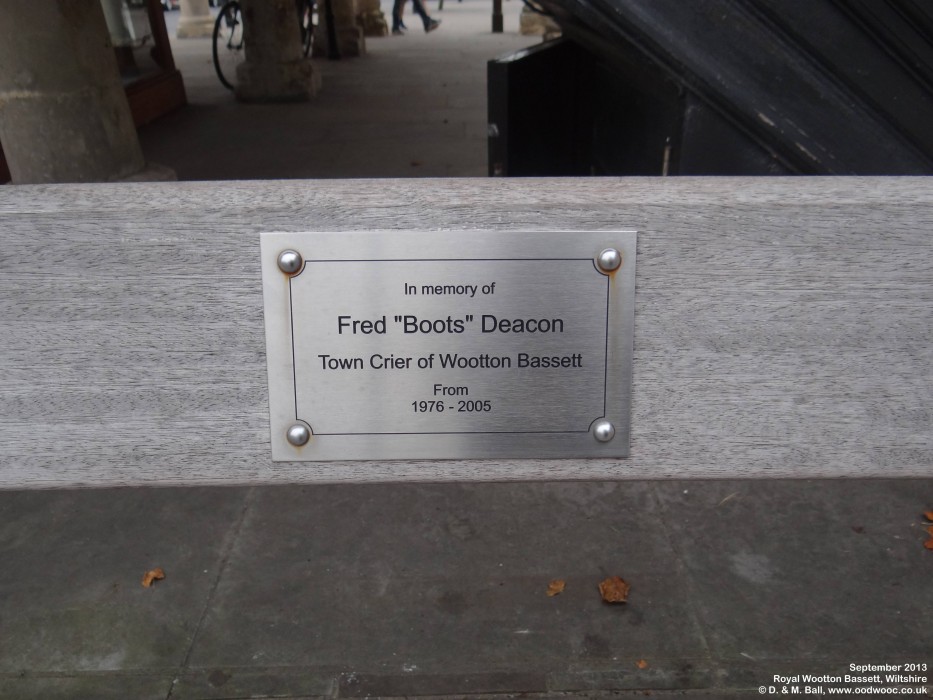 In memory of
Fred "Boots" Deacon
Town Crier of Wootton Bassett
From
1976 - 2005
September 2013
Royal Wootton Bassett, Wiltshire
© D. & M. Ball, www.oodwooc.co.uk